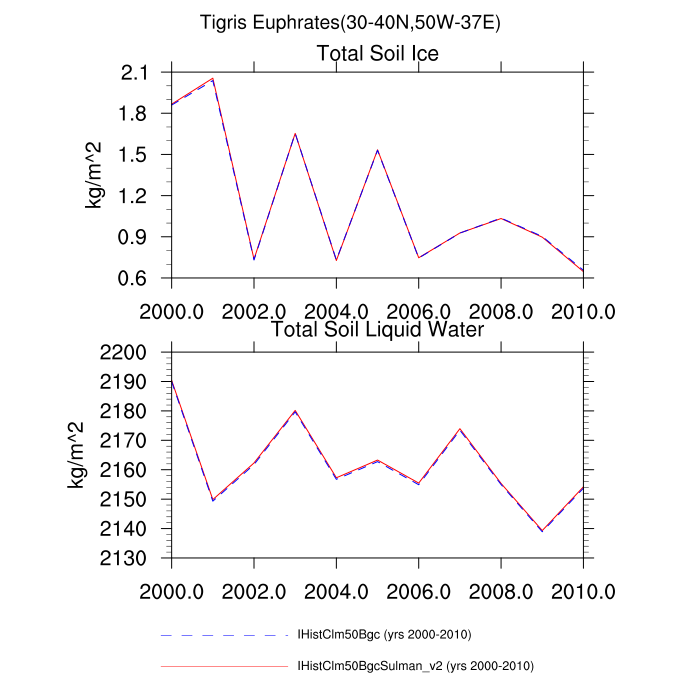 Tigris Euphrates(30-40N,50W-37E)
Total Soil Ice
2.1
1.8
1.5
1.2
0.9
0.6
kg/m^2
2000.0 2002.0 2004.0 2006.0 2008.0 2010.0
Total Soil Liquid Water
2200
2190
2180
2170
2160
2150
2140
2130
kg/m^2
2000.0 2002.0 2004.0 2006.0 2008.0 2010.0
IHistClm50Bgc (yrs 2000-2010)
IHistClm50BgcSulman_v2 (yrs 2000-2010)